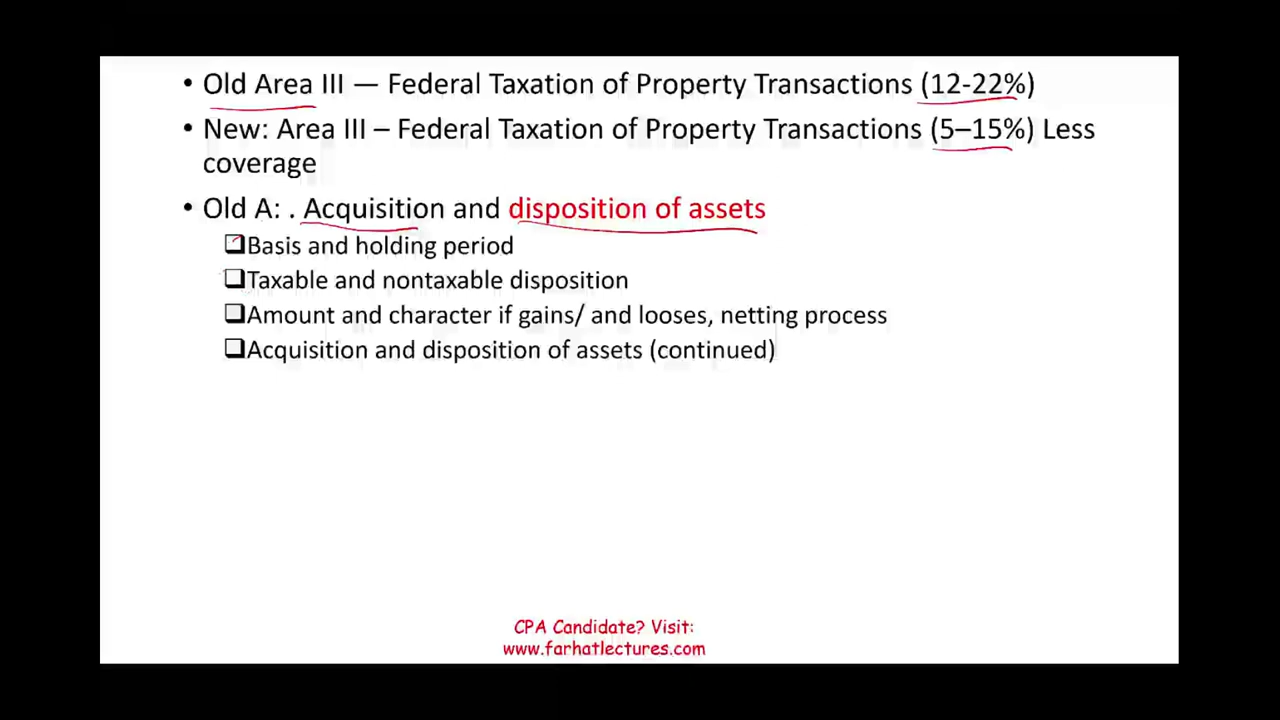 • Old Area III — Federal Taxation of Property Transactions (12-22%)
• New: Area III – Federal Taxation of Property Transactions (5–15%) Less
coverage
• Old A: . Acquisition and disposition of assets
❑Basis and holding period
❑Taxable and nontaxable disposition
❑Amount and character if gains/ and looses, netting process
❑Acquisition and disposition of assets (continued)
CPA Candidate? Visit:
www.farhatlectures.com